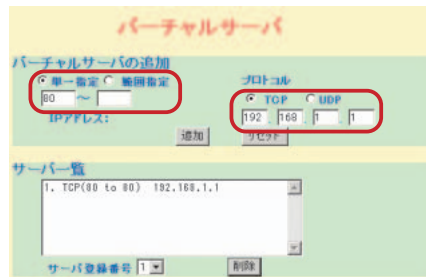 バーチャルサーバ
バーチャルサーバの追加
単一指定 範囲指定
プロトコル
80 ～
TCP UDP
IPアドレス:
192 . 168 . 1 . 1
追加 リセット
サーバ一覧
1. TCP(80 to 80) 192.168.1.1
サーバ登録番号 1 削除